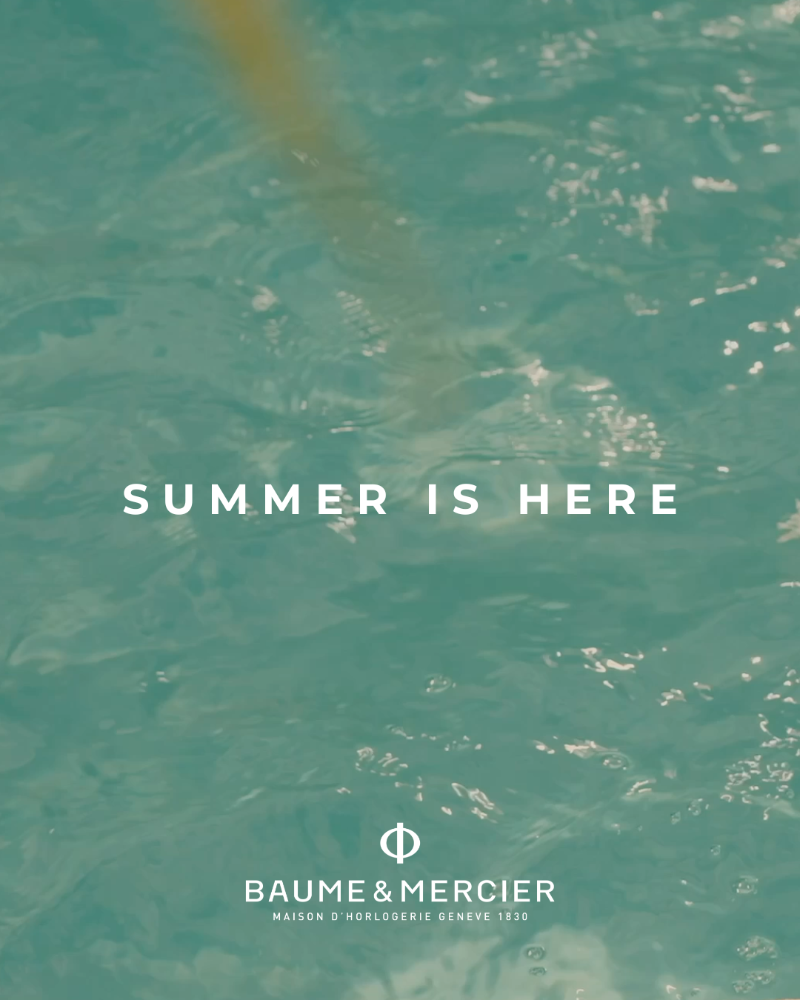 SUMMER IS HERE
Φ
BAUME & MERCIER
MAISON D'HORLOGERIE GENEVE 1830